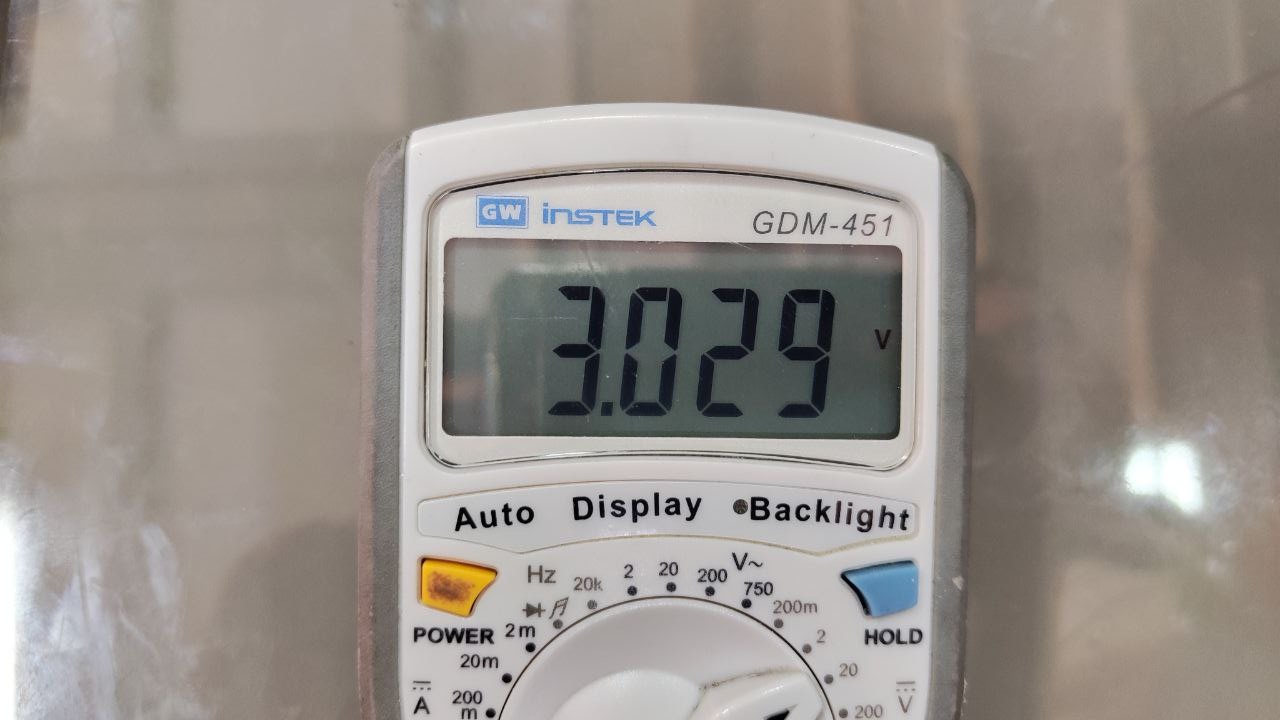 GW INSTEK GDM-451
3.029 V
Auto Display Backlight
Hz 20k 2 20 200 V~ 750 200m
POWER 2m 2 HOLD
20m 20
A 200m 200 V